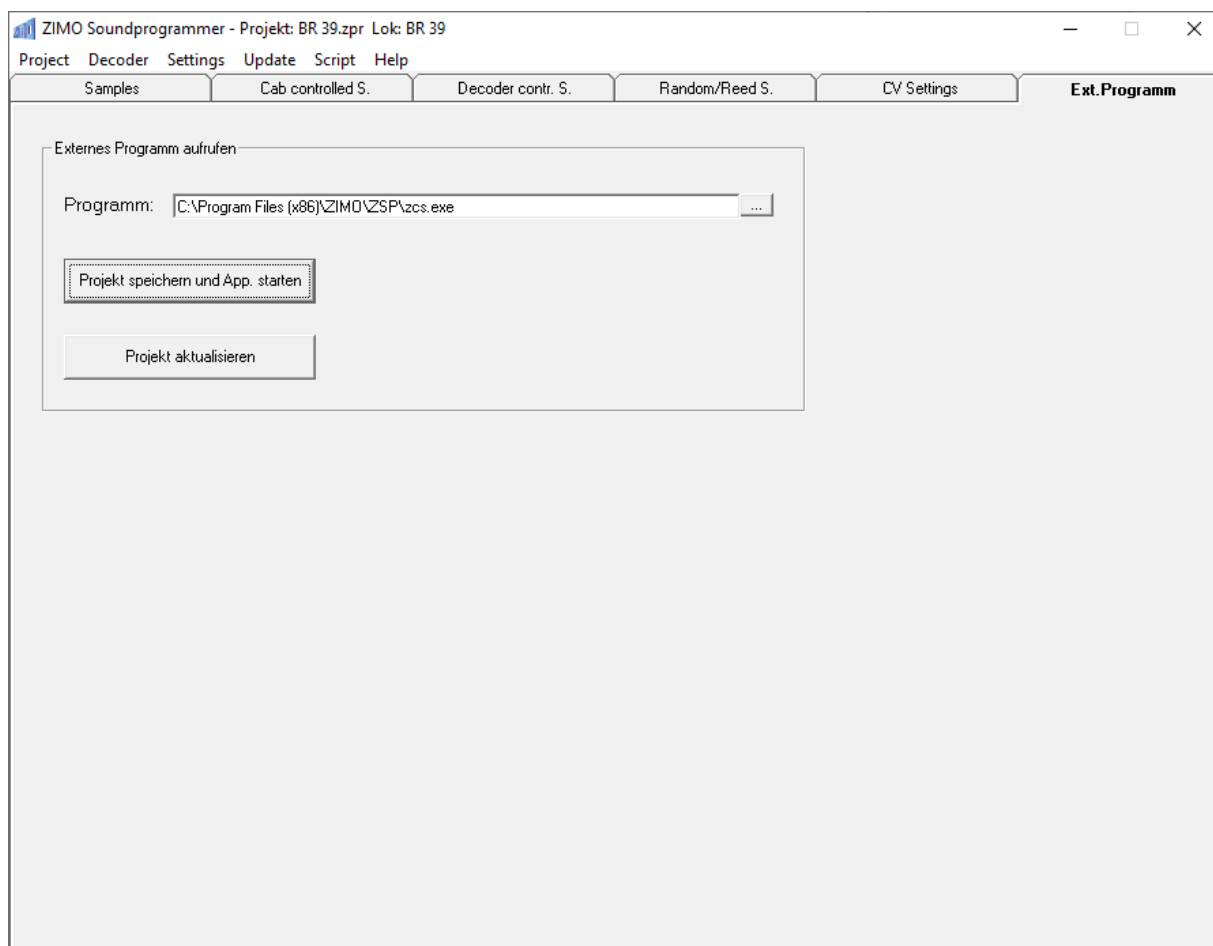 ZIMO Soundprogrammer - Projekt: BR 39.zpr Lok: BR 39
Project Decoder Settings Update Script Help
Samples Cab controlled S. Decoder contr. S. Random/Reed S. CV Settings Ext.Programm
Externes Programm aufrufen
Programm: C:\Program Files (x86)\ZIMO\ZSP\zcs.exe ...
Projekt speichern und App. starten
Projekt aktualisieren